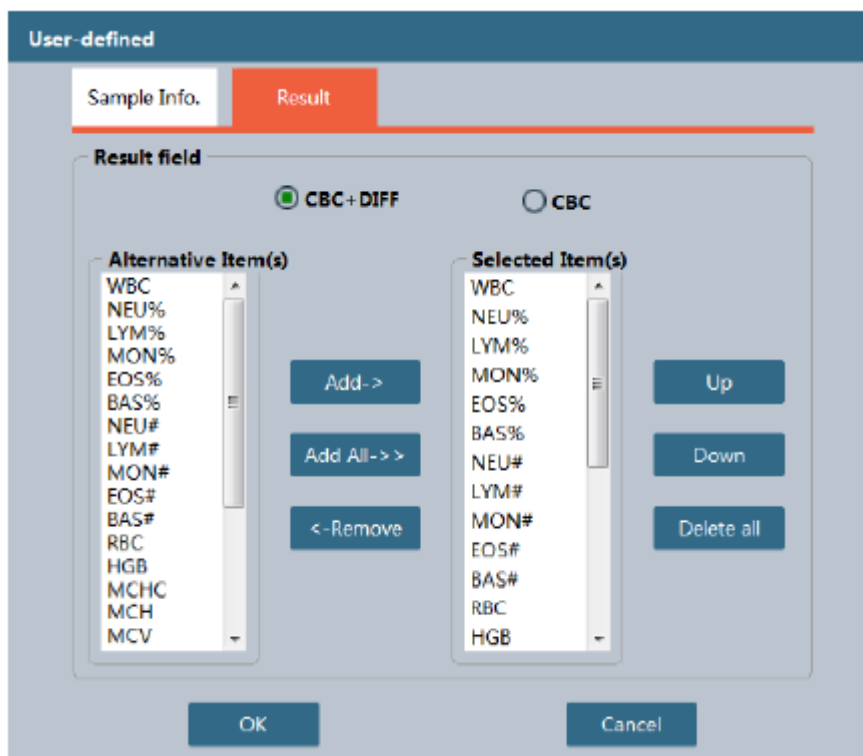 User-defined
Sample Info.
Result
Result field
CBC+DIFF
CBC
Alternative Item(s)
WBC
NEU%
LYM%
MON%
EOS%
BAS%
NEU#
LYM#
MON#
EOS#
BAS#
RBC
HGB
MCHC
MCH
MCV
Add->
Add All->>
<-Remove
Selected Item(s)
WBC
NEU%
LYM%
MON%
EOS%
BAS%
NEU#
LYM#
MON#
EOS#
BAS#
RBC
HGB
Up
Down
Delete all
OK
Cancel